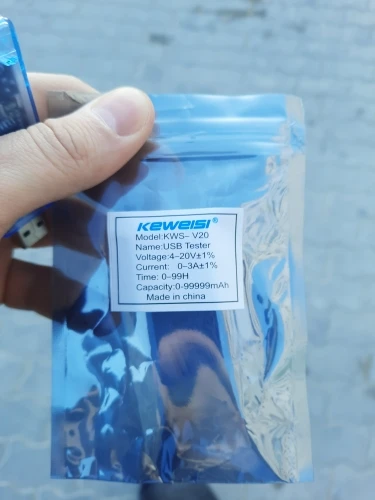 KEWEISI®
Model:KWS– V20
Name:USB Tester
Voltage:4–20V±1%
Current: 0–3A±1%
Time: 0–99H
Capacity:0-99999mAh
Made in china